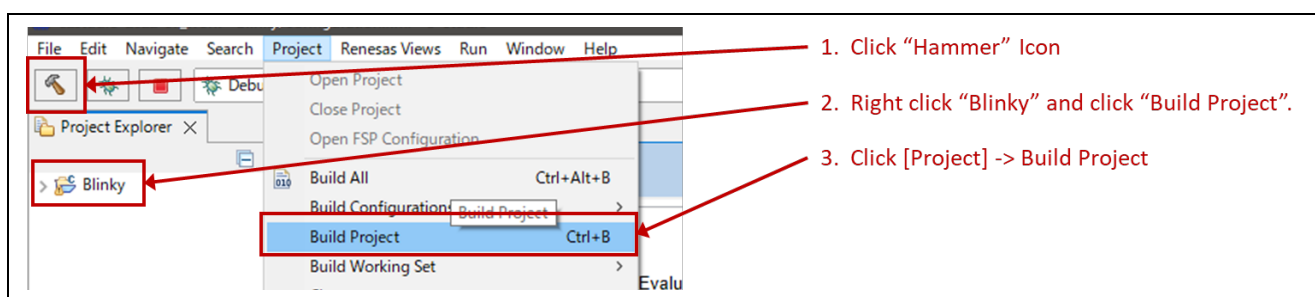 File Edit Navigate Search Project Renesas Views Run Window Help
1. Click “Hammer” Icon
Debu
Open Project
Close Project
2. Right click “Blinky” and click “Build Project”.
Project Explorer
Open FSP Configuration
3. Click [Project] -> Build Project
Blinky
010
Build All Ctrl+Alt+B
Build Configurations
Build Project
Build Project Ctrl+B
Build Working Set
Evalu